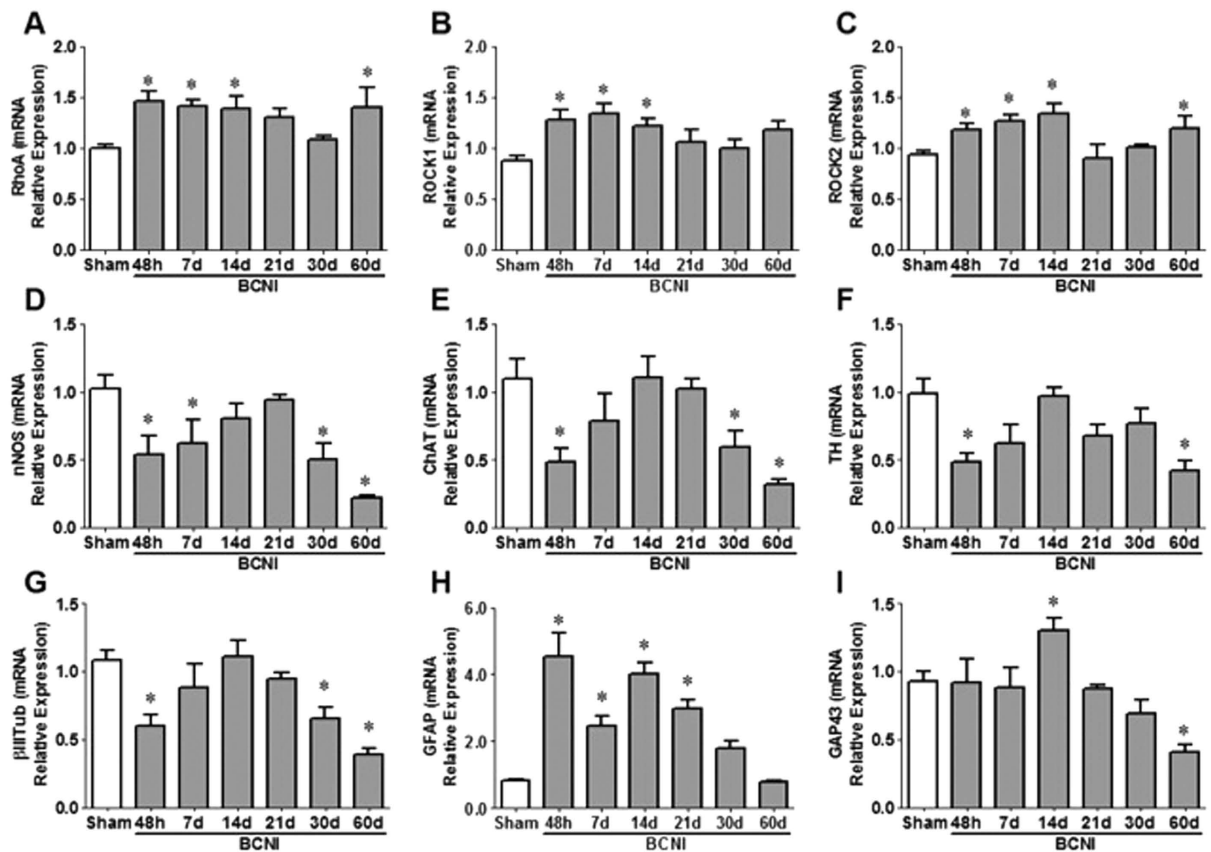 A
RhoA (mRNA
Relative Expression)
2.0
1.5
1.0
0.5
0.0
* * * *
Sham 48h 7d 14d 21d 30d 60d
BCNI
B
ROCK1 (mRNA
Relative Expression)
2.0
1.5
1.0
0.5
0.0
* * *
Sham 48h 7d 14d 21d 30d 60d
BCNI
C
ROCK2 (mRNA
Relative Expression)
2.0
1.5
1.0
0.5
0.0
* * * *
Sham 48h 7d 14d 21d 30d 60d
BCNI
D
nNOS (mRNA
Relative Expression)
1.5
1.0
0.5
0.0
* * * *
Sham 48h 7d 14d 21d 30d 60d
BCNI
E
ChAT (mRNA
Relative Expression)
1.5
1.0
0.5
0.0
* * *
Sham 48h 7d 14d 21d 30d 60d
BCNI
F
TH (mRNA
Relative Expression)
1.5
1.0
0.5
0.0
* *
Sham 48h 7d 14d 21d 30d 60d
BCNI
G
βIIITub (mRNA
Relative Expression)
1.5
1.0
0.5
0.0
* * *
Sham 48h 7d 14d 21d 30d 60d
BCNI
H
GFAP (mRNA
Relative Expression)
6.0
4.0
2.0
0.0
* * * *
Sham 48h 7d 14d 21d 30d 60d
BCNI
I
GAP43 (mRNA
Relative Expression)
1.5
1.0
0.5
0.0
* *
Sham 48h 7d 14d 21d 30d 60d
BCNI